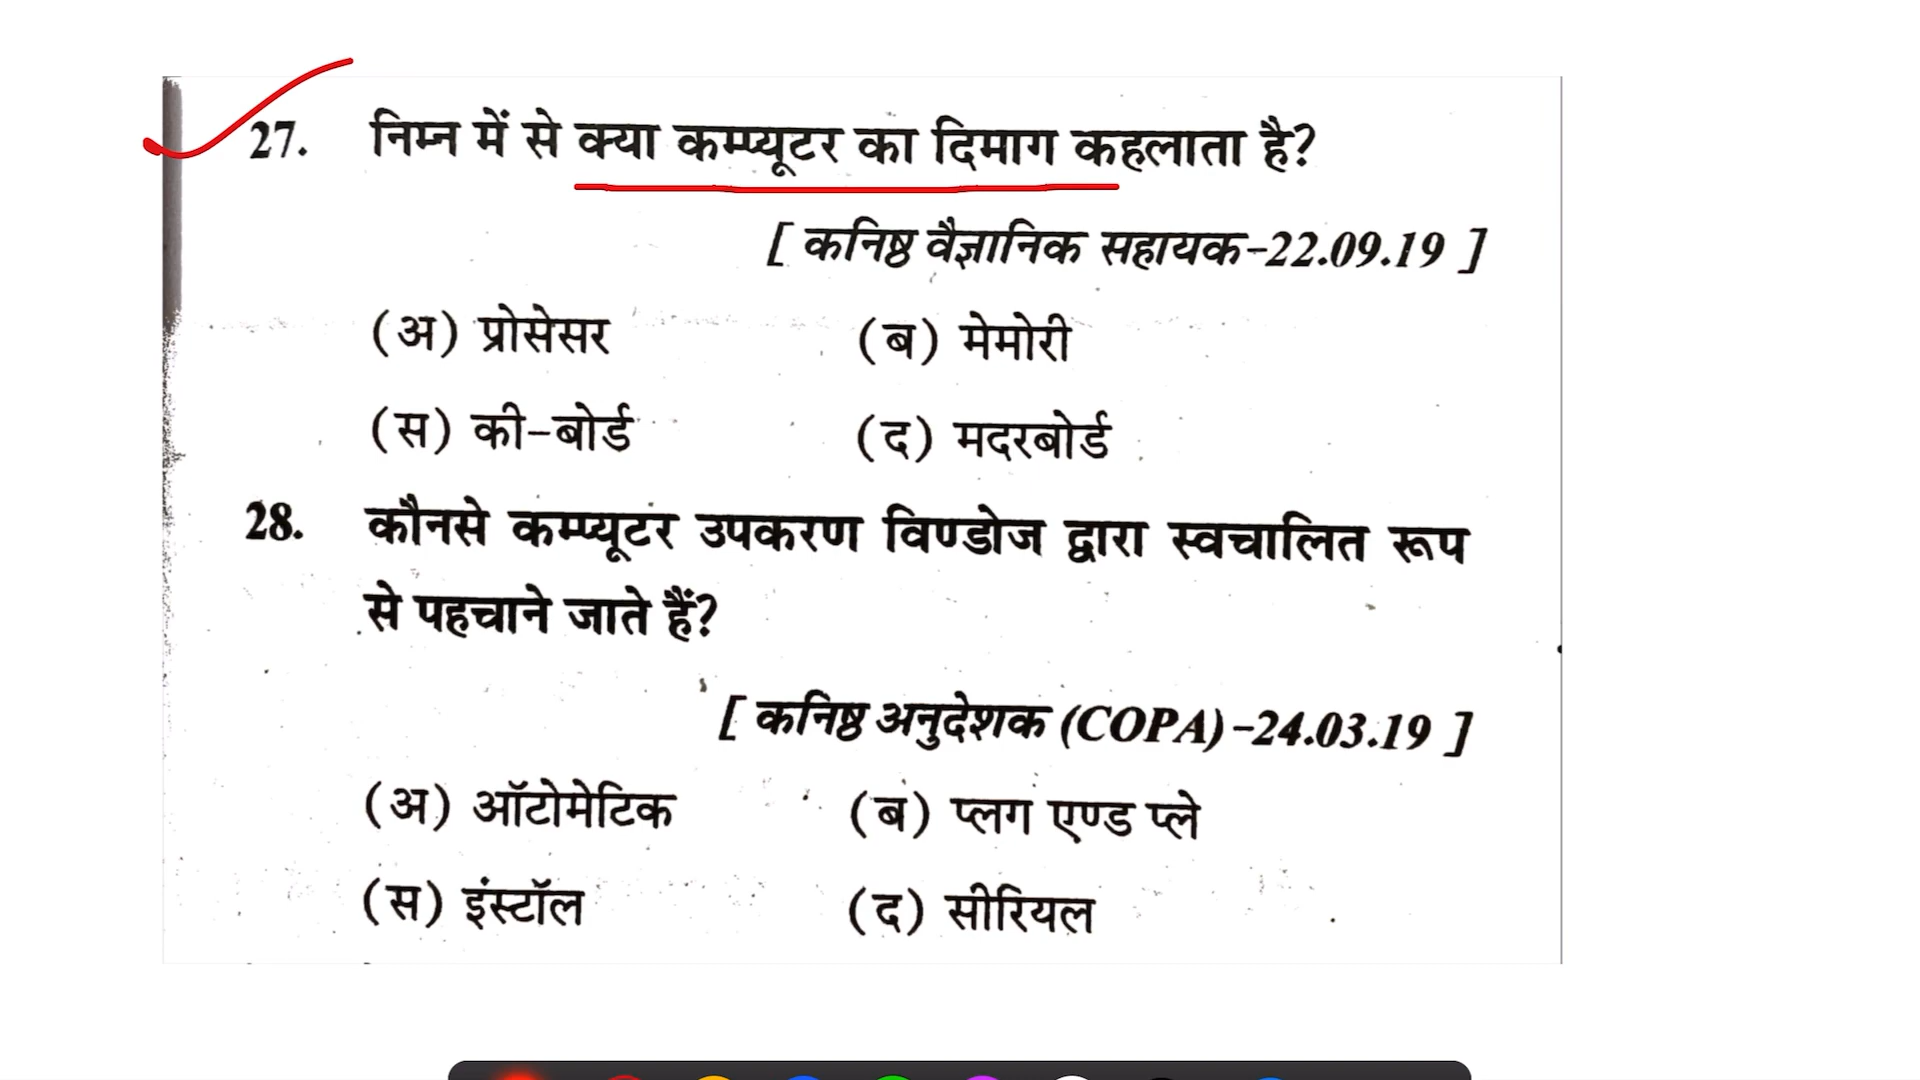 27. निम्न में से क्या कम्प्यूटर का दिमाग कहलाता है?
[ कनिष्ठ वैज्ञानिक सहायक-22.09.19 ]
(अ) प्रोसेसर (ब) मेमोरी
(स) की-बोर्ड (द) मदरबोर्ड
28. कौनसे कम्प्यूटर उपकरण विण्डोज द्वारा स्वचालित रूप
से पहचाने जाते हैं?
[ कनिष्ठ अनुदेशक (COPA)-24.03.19 ]
(अ) ऑटोमेटिक (ब) प्लग एण्ड प्ले
(स) इंस्टॉल (द) सीरियल